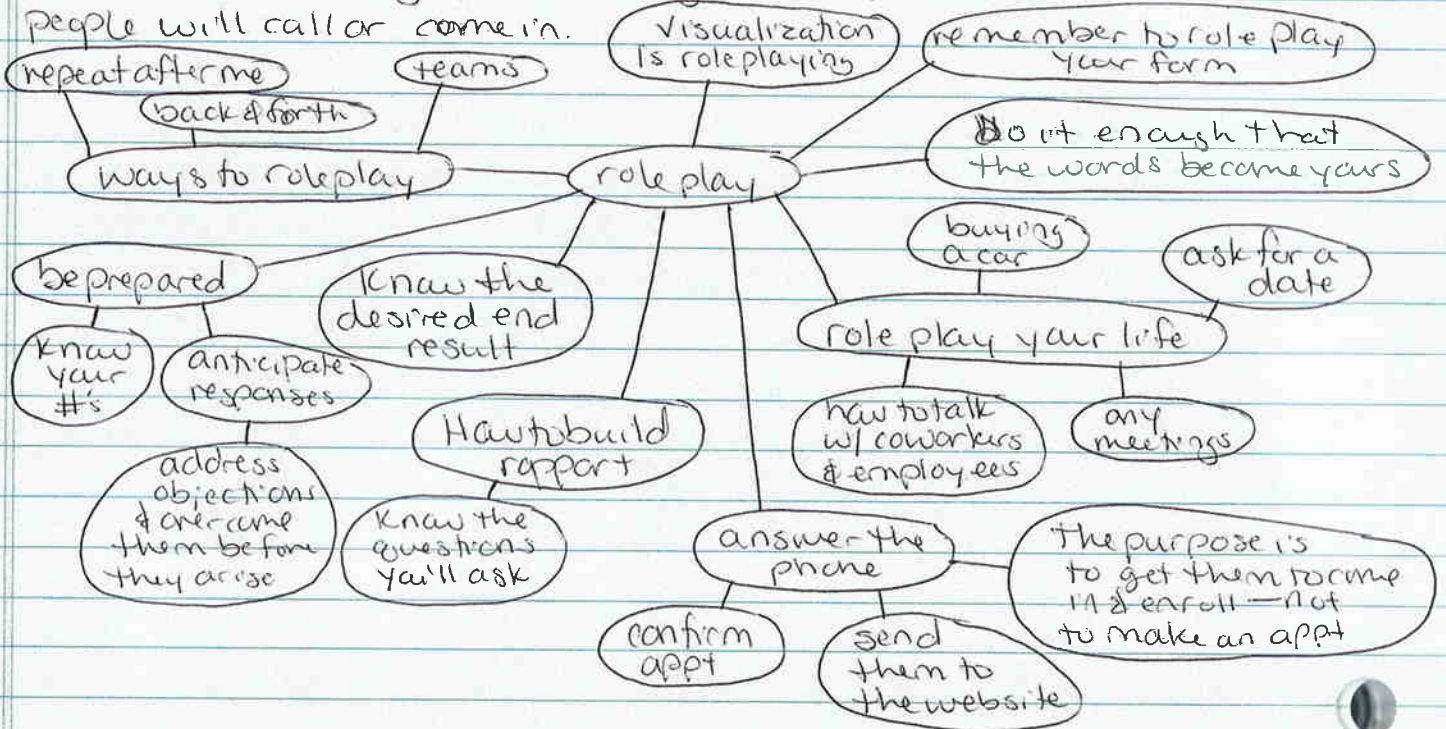 people will call or come in.
visualization
is roleplaying
remember to role play
your form
repeat after me
teams
back & forth
Do it enough that
the words become yours
ways to roleplay
role play
buying
a car
ask for a
date
be prepared
know the
desired end
result
role play your life
know
your
#'s
anticipate
responses
how to talk
w/ coworkers
& employees
any
meetings
How to build
rapport
address
objections
& overcome
them before
they arise
know the
questions
you'll ask
answer the
phone
the purpose is
to get them to come
in & enroll — not
to make an appt
confirm
appt
send
them to
the website